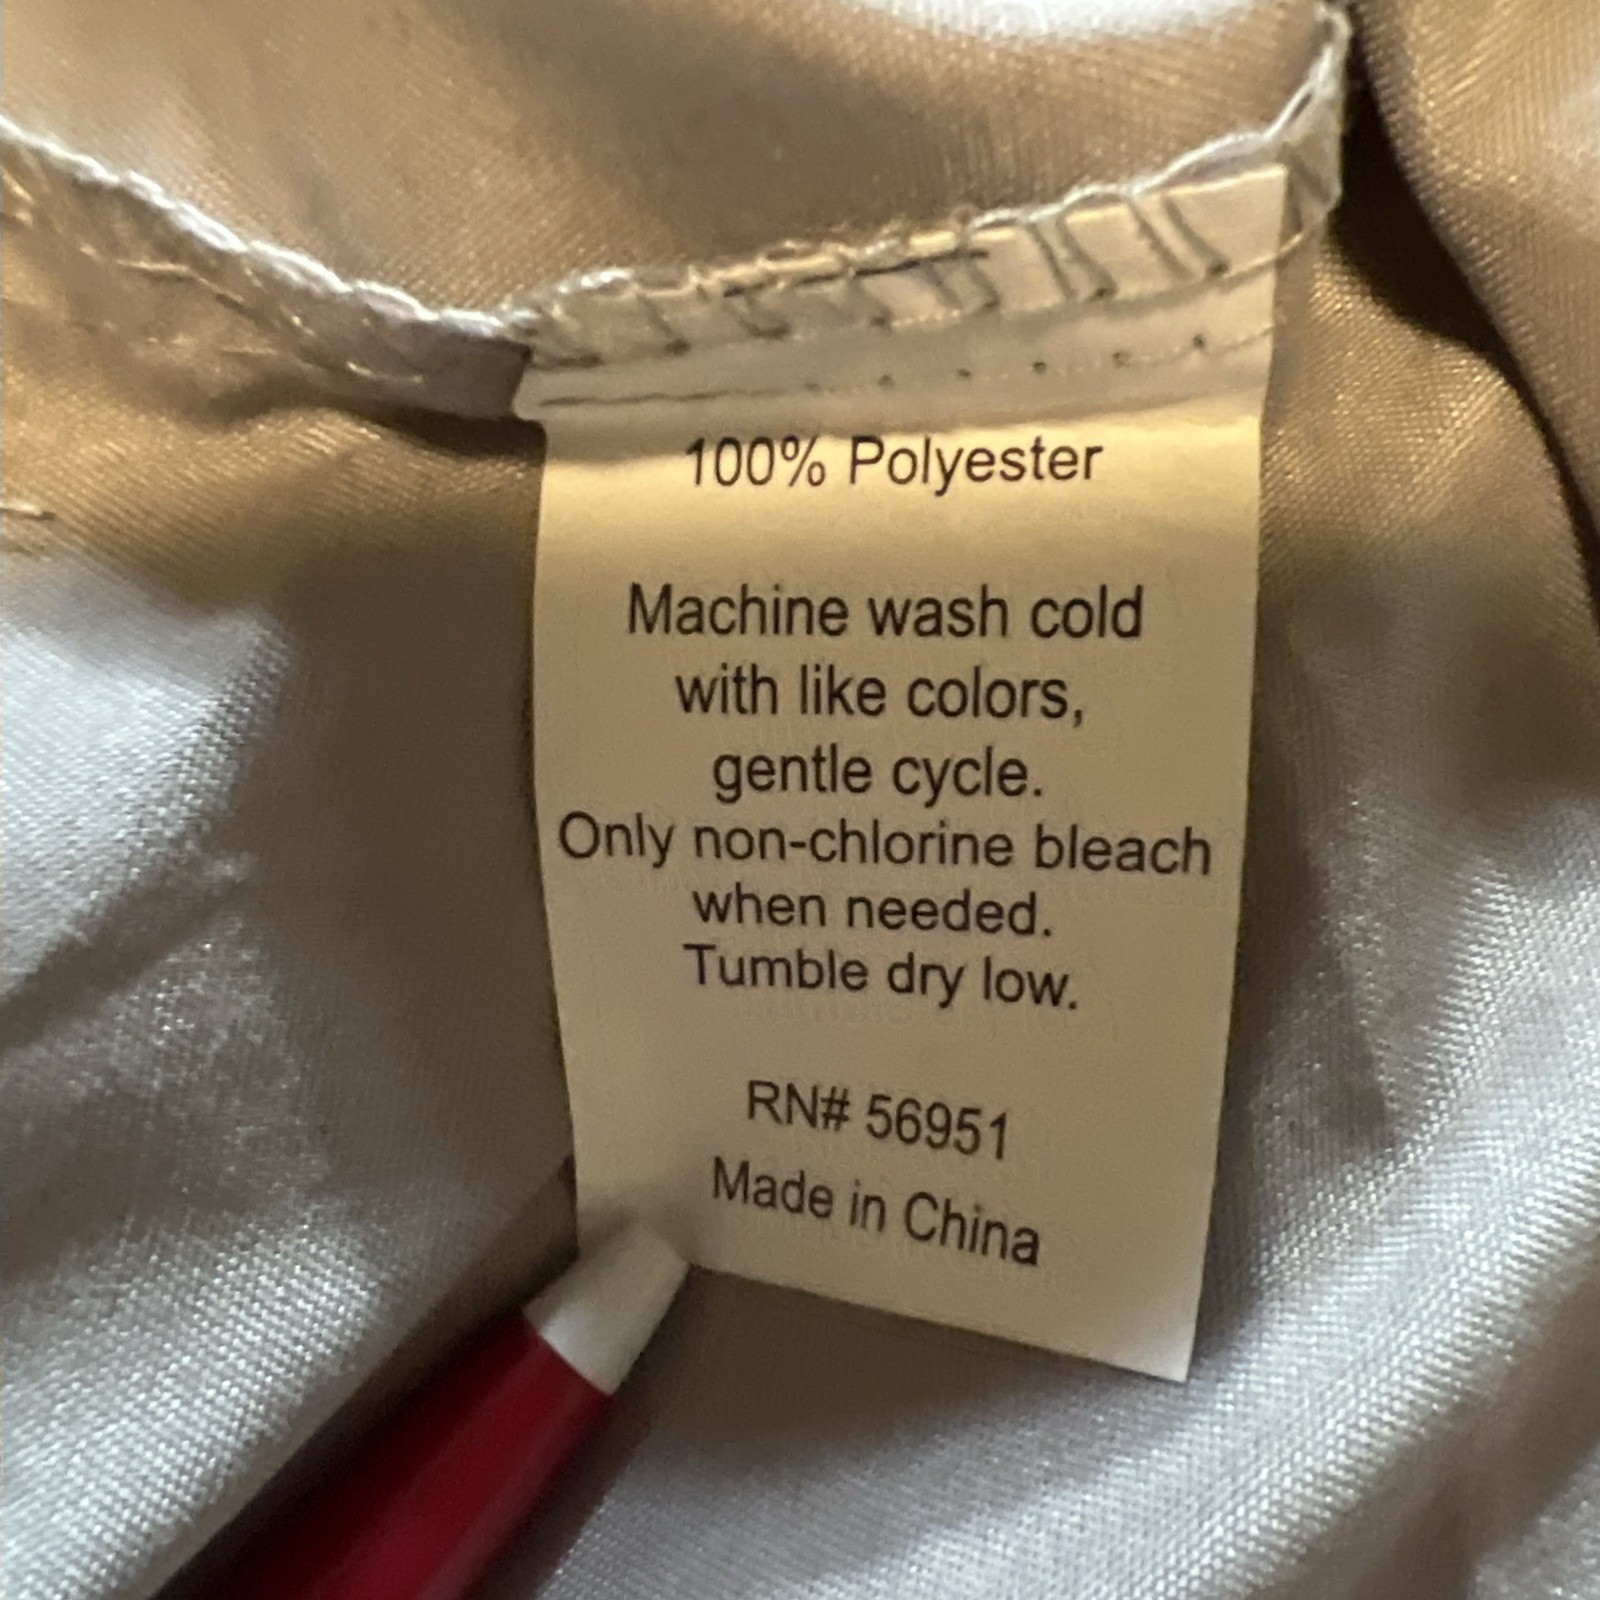 100% Polyester
Machine wash cold
with like colors,
gentle cycle.
Only non-chlorine bleach
when needed.
Tumble dry low.
RN# 56951
Made in China